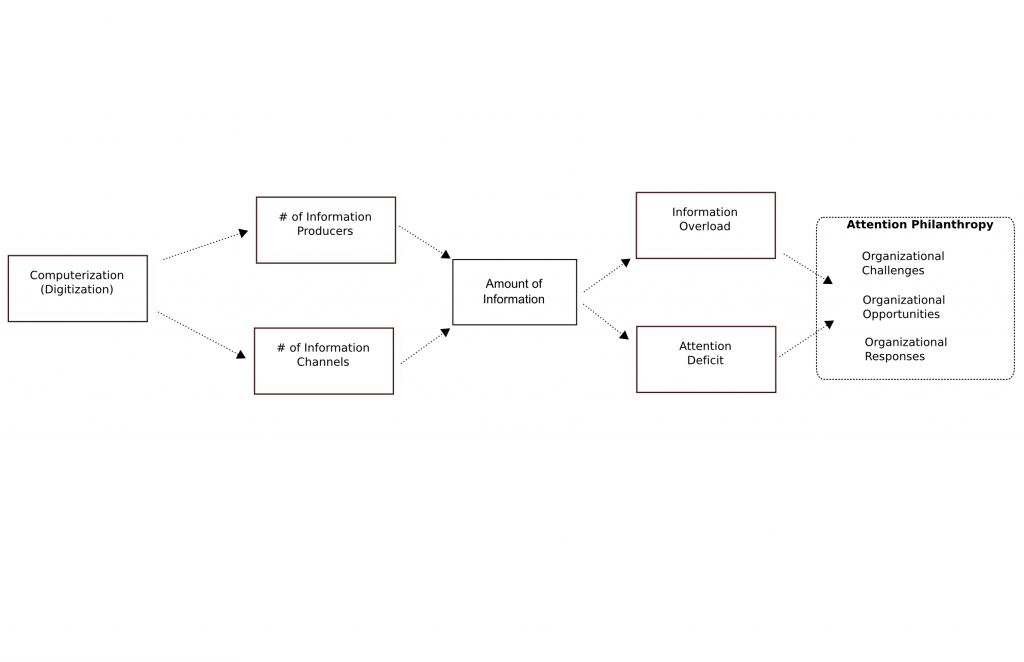 Computerization
(Digitization)
# of Information
Producers
# of Information
Channels
Amount of
Information
Information
Overload
Attention
Deficit
Attention Philanthropy
Organizational
Challenges
Organizational
Opportunities
Organizational
Responses